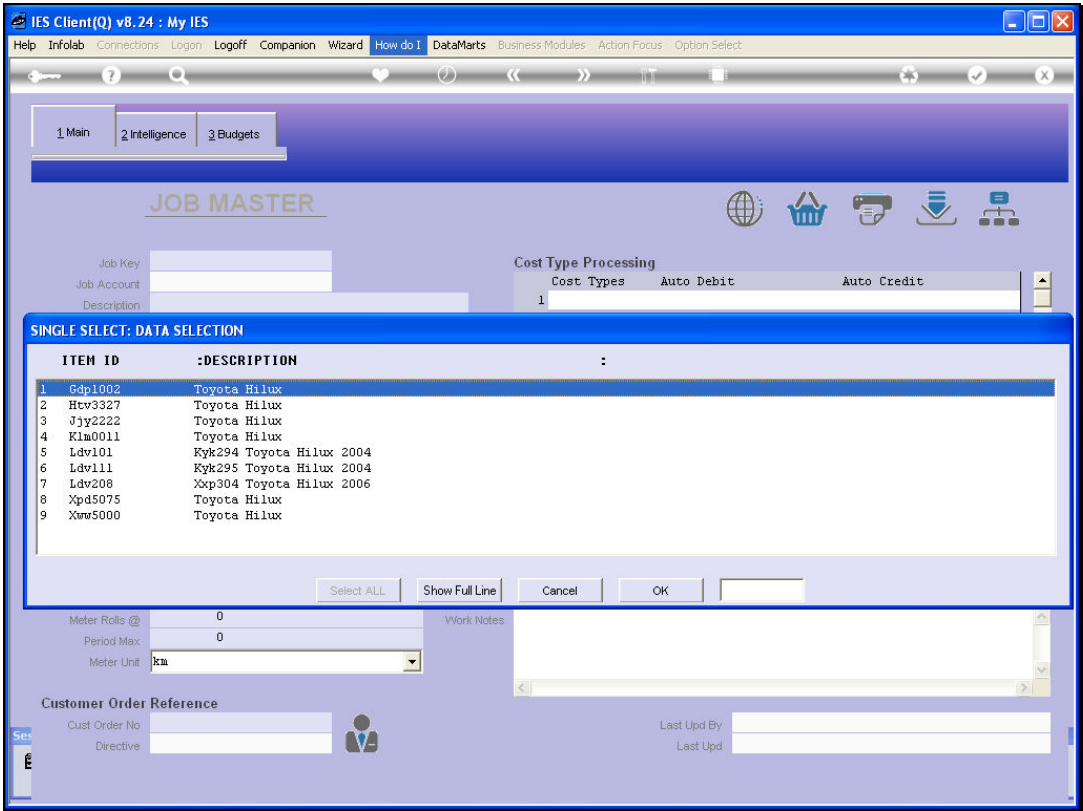 IES Client(Q) v8.24 : My IES
Help Infolab Connections Logon Logoff Companion Wizard How do I DataMarts Business Modules Action Focus Option Select
1 Main 2 Intelligence 3 Budgets
JOB MASTER
Job Key
Job Account
Description
Cost Type Processing
Cost Types Auto Debit Auto Credit
1
SINGLE SELECT: DATA SELECTION
ITEM ID :DESCRIPTION :
1 Gdp1002 Toyota Hilux
2 Htv3327 Toyota Hilux
3 Jjy2222 Toyota Hilux
4 Klm0011 Toyota Hilux
5 Ldv101 Kyk294 Toyota Hilux 2004
6 Ldv111 Kyk295 Toyota Hilux 2004
7 Ldv208 Xxp304 Toyota Hilux 2006
8 Xpd5075 Toyota Hilux
9 Xww5000 Toyota Hilux
Select ALL Show Full Line Cancel OK
Meter Rolls @ 0 Work Notes
Period Max 0
Meter Unit km
Customer Order Reference
Cust Order No
Directive
Last Upd By
Last Upd